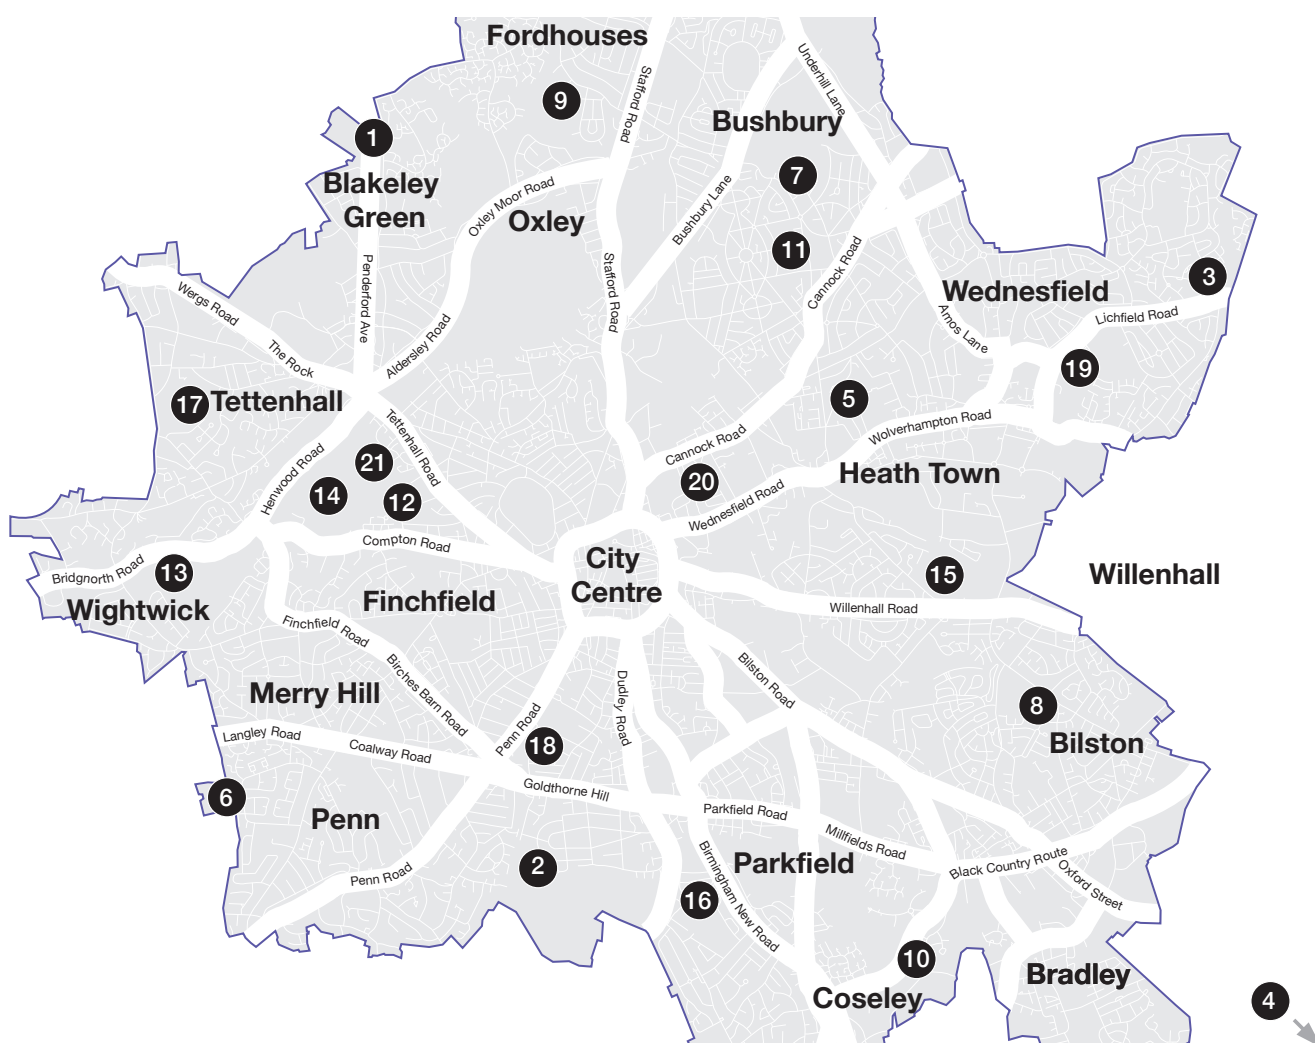 Fordhouses
Stafford Road
Underhill Lane
9
Bushbury
1
7
Blakeley
Green
Oxley Moor Road
Oxley
Bushbury Lane
11
Cannock Road
3
Wednesfield
Penderford Ave
Stafford Road
Wergs Road
Lichfield Road
Amos Lane
The Rock
Aldersley Road
19
17
Tettenhall
5
Tettenhall Road
Wolverhampton Road
Cannock Road
Henwood Road
21
14
12
20
Heath Town
Wednesfield Road
Compton Road
City
Centre
Bridgnorth Road
13
15
Willenhall
Wightwick
Finchfield
Willenhall Road
Finchfield Road
Birches Barn Road
Dudley Road
Bilston Road
Merry Hill
8
Bilston
Langley Road
Coalway Road
Penn Road
18
6
Goldthorne Hill
Parkfield Road
Penn
Millfields Road
Parkfield
Black Country Route
2
Penn Road
16
Birmingham New Road
Oxford Street
10
Bradley
Coseley
4